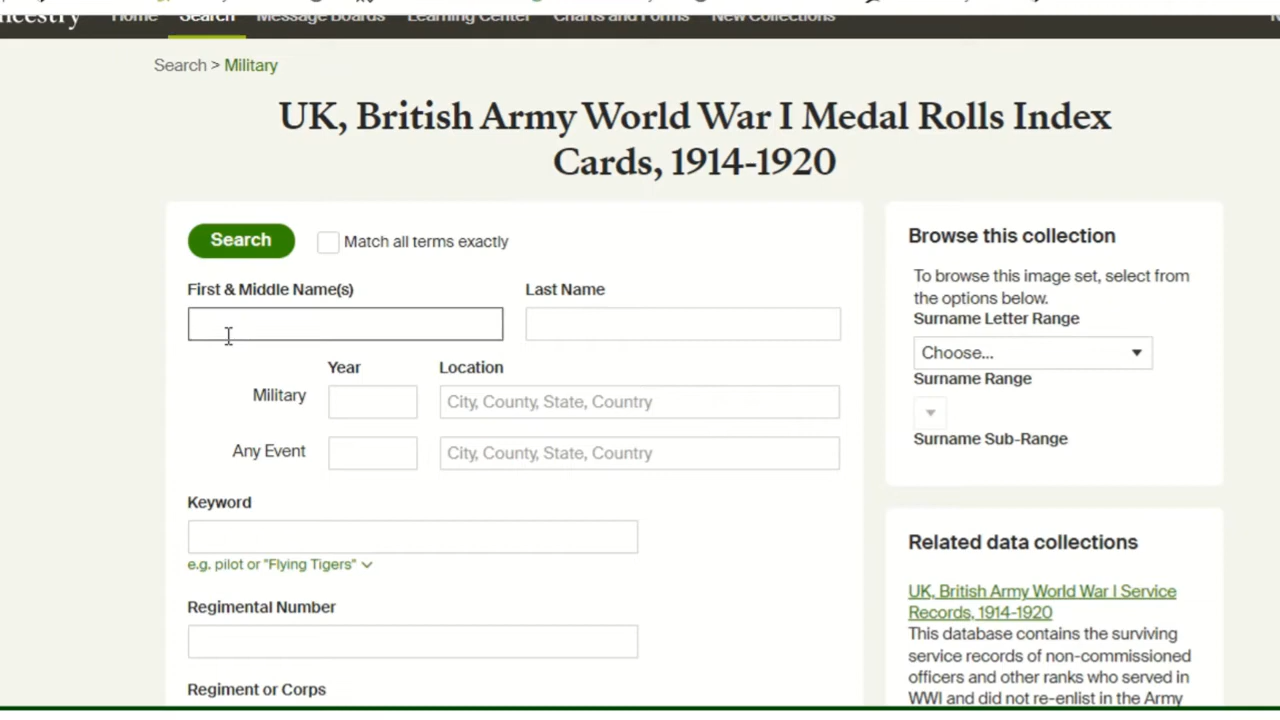 Home Search Message Boards Learning Center Charts and Forms New Collections
Search > Military
UK, British Army World War I Medal Rolls Index
Cards, 1914-1920
Search
Match all terms exactly
First & Middle Name(s)
Last Name
Year
Location
Military
City, County, State, Country
Any Event
City, County, State, Country
Keyword
e.g. pilot or "Flying Tigers"
Regimental Number
Regiment or Corps
Browse this collection
To browse this image set, select from
the options below.
Surname Letter Range
Choose...
Surname Range
Surname Sub-Range
Related data collections
UK, British Army World War I Service
Records, 1914-1920
This database contains the surviving
service records of non-commissioned
officers and other ranks who served in
WWI and did not re-enlist in the Army